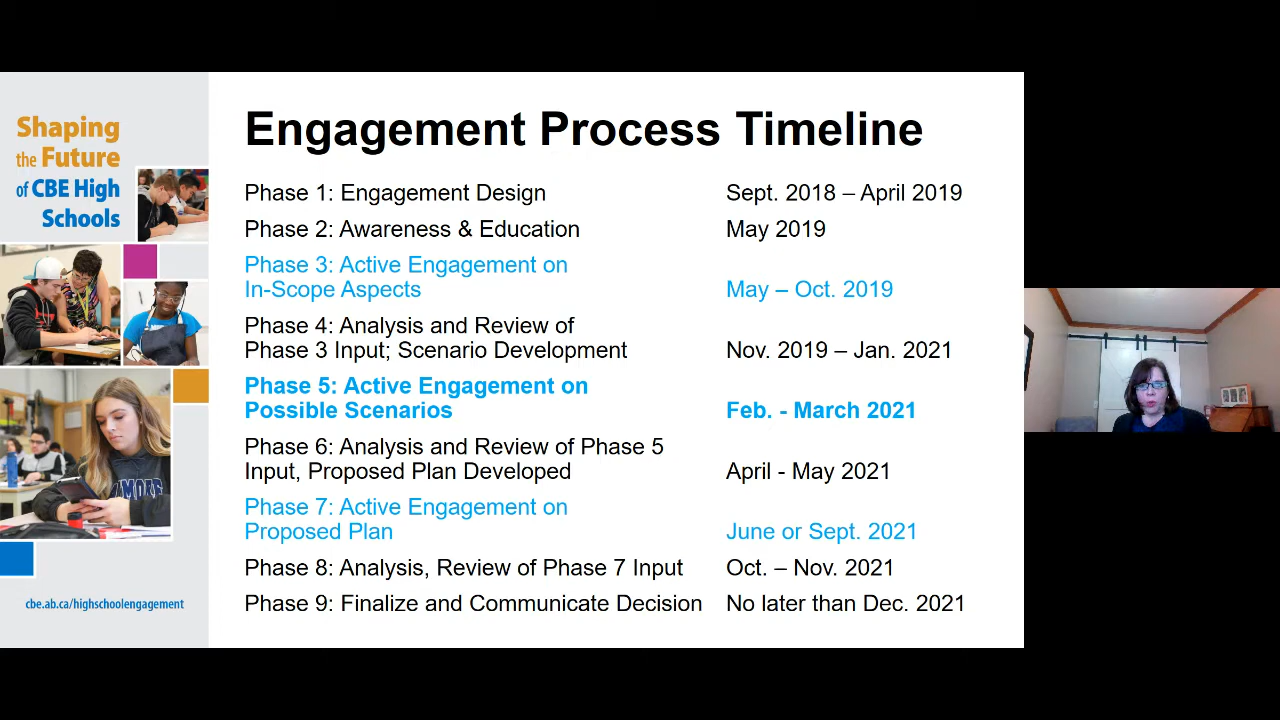 Shaping
the Future
of CBE High
Schools
cbe.ab.ca/highschoolengagement
Engagement Process Timeline
Phase 1: Engagement Design Sept. 2018 – April 2019
Phase 2: Awareness & Education May 2019
Phase 3: Active Engagement on
In-Scope Aspects May – Oct. 2019
Phase 4: Analysis and Review of
Phase 3 Input; Scenario Development Nov. 2019 – Jan. 2021
Phase 5: Active Engagement on
Possible Scenarios Feb. - March 2021
Phase 6: Analysis and Review of Phase 5
Input, Proposed Plan Developed April - May 2021
Phase 7: Active Engagement on
Proposed Plan June or Sept. 2021
Phase 8: Analysis, Review of Phase 7 Input Oct. – Nov. 2021
Phase 9: Finalize and Communicate Decision No later than Dec. 2021